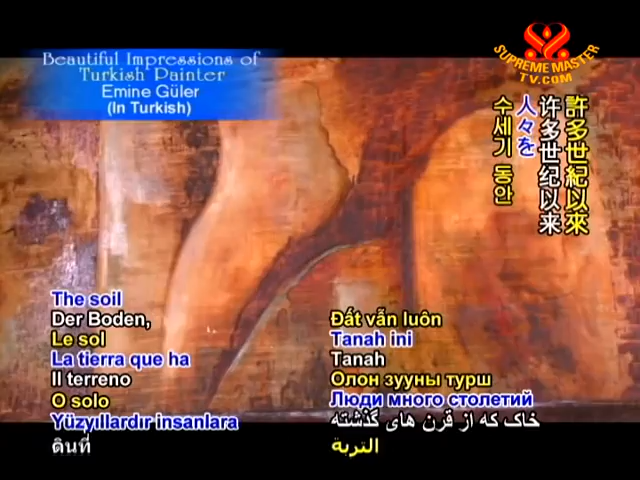 Beautiful Impressions of
Turkish Painter
Emine Güler
(In Turkish)
SUPREME MASTER
TV.COM
許多世紀以來
许多世纪以来
人々を
수세기 동안
The soil
Der Boden,
Le sol
La tierra que ha
Il terreno
O solo
Yüzyıllardır insanlara
ดินที่
Đất vẫn luôn
Tanah ini
Tanah
Олон зууны турш
Люди много столетий
خاک که از قرن های گذشته
التربة